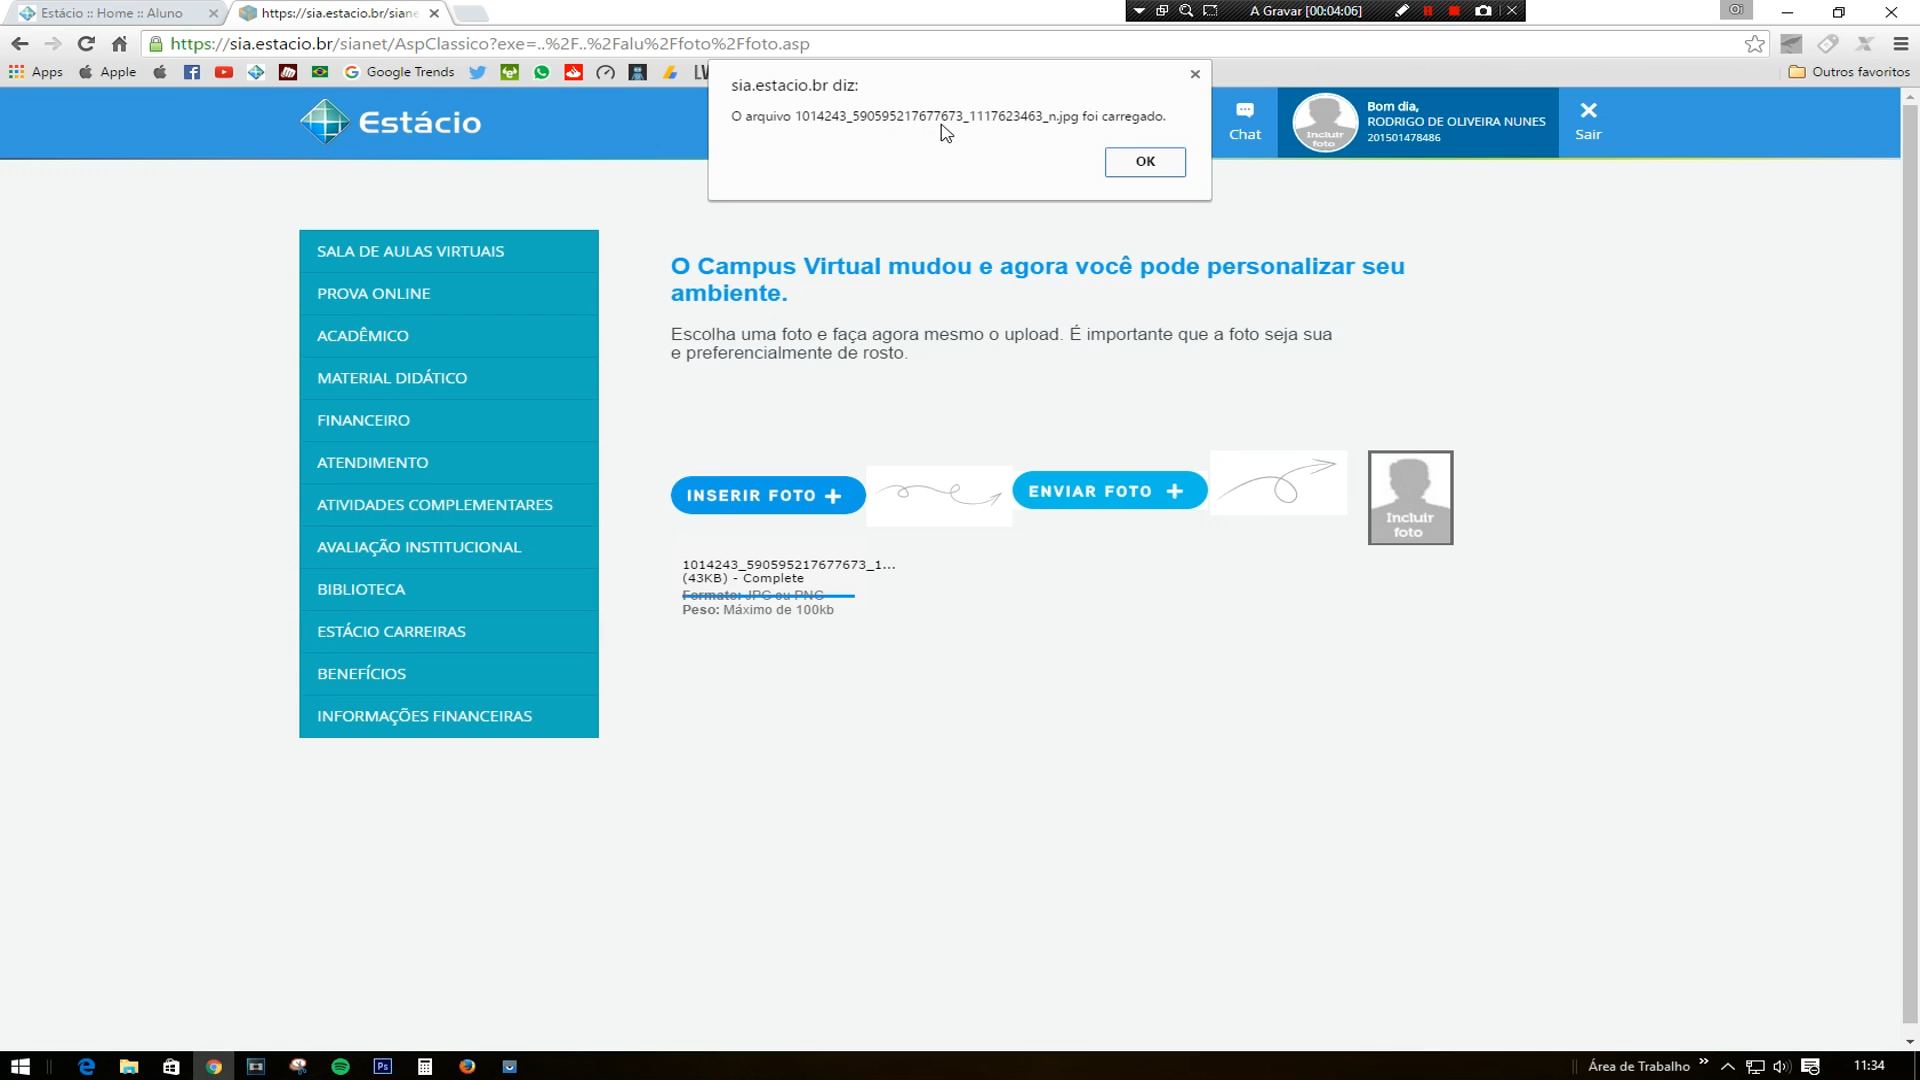 Estácio :: Home :: Aluno
https://sia.estacio.br/siane
A Gravar [00:04:06]
https://sia.estacio.br/sianet/AspClassico?exe=..%2F..%2Falu%2Ffoto%2Ffoto.asp
Apps
Apple
Google Trends
LV
Outros favoritos
sia.estacio.br diz:
O arquivo 1014243_590595217677673_1117623463_n.jpg foi carregado.
OK
Estácio
Chat
Incluir
foto
Bom dia,
RODRIGO DE OLIVEIRA NUNES
201501478486
Sair
SALA DE AULAS VIRTUAIS
PROVA ONLINE
ACADÊMICO
MATERIAL DIDÁTICO
FINANCEIRO
ATENDIMENTO
ATIVIDADES COMPLEMENTARES
AVALIAÇÃO INSTITUCIONAL
BIBLIOTECA
ESTÁCIO CARREIRAS
BENEFÍCIOS
INFORMAÇÕES FINANCEIRAS
O Campus Virtual mudou e agora você pode personalizar seu
ambiente.
Escolha uma foto e faça agora mesmo o upload. É importante que a foto seja sua
e preferencialmente de rosto.
INSERIR FOTO +
ENVIAR FOTO +
Incluir
foto
1014243_590595217677673_1...
(43KB) - Complete
Formato: JPG ou PNG
Peso: Máximo de 100kb
Ps
Área de Trabalho
11:34